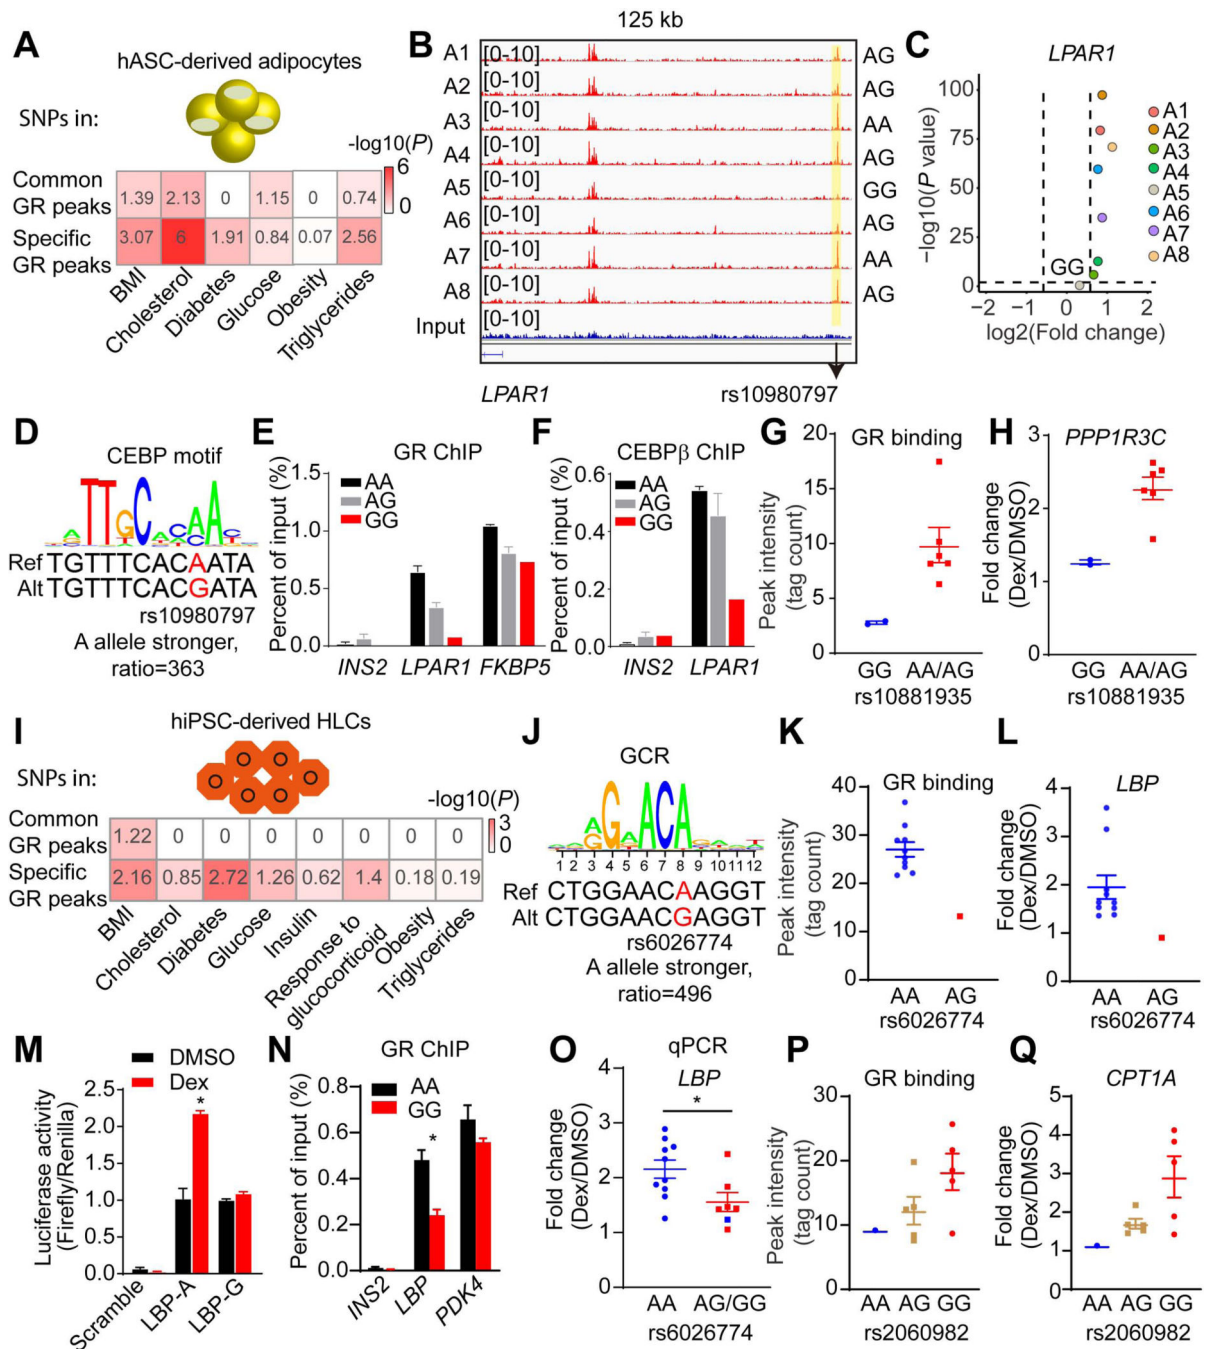 A
hASC-derived adipocytes
SNPs in:
-log10(P)
6
0
Common GR peaks
1.39 2.13 0 1.15 0 0.74
Specific GR peaks
3.07 6 1.91 0.84 0.07 2.56
BMI Cholesterol Diabetes Glucose Obesity Triglycerides
B
125 kb
A1 [0-10] AG
A2 [0-10] AG
A3 [0-10] AA
A4 [0-10] AG
A5 [0-10] GG
A6 [0-10] AG
A7 [0-10] AA
A8 [0-10] AG
Input [0-10]
LPAR1 rs10980797
C
LPAR1
−log10(P value)
100
75
50
25
0
GG
−2 −1 0 1 2
log2(Fold change)
A1
A2
A3
A4
A5
A6
A7
A8
D
CEBP motif
Ref TGTTTCACAATA
Alt TGTTTCACGATA
rs10980797
A allele stronger,
ratio=363
E
GR ChIP
Percent of input (%)
1.5
1.0
0.5
0.0
AA
AG
GG
INS2 LPAR1 FKBP5
F
CEBPβ ChIP
Percent of input (%)
0.6
0.4
0.2
0.0
AA
AG
GG
INS2 LPAR1
G
GR binding
Peak intensity
(tag count)
20
15
10
5
0
GG AA/AG
rs10881935
H
PPP1R3C
Fold change
(Dex/DMSO)
3
2
1
0
GG AA/AG
rs10881935
I
hiPSC-derived HLCs
SNPs in:
-log10(P)
3
0
Common GR peaks
1.22 0 0 0 0 0 0 0
Specific GR peaks
2.16 0.85 2.72 1.26 0.62 1.4 0.18 0.19
BMI Cholesterol Diabetes Glucose Insulin Response to glucocorticoid Obesity Triglycerides
J
GCR
1 2 3 4 5 6 7 8 9 10 11 12
Ref CTGGAACAAGGT
Alt CTGGAACGAGGT
rs6026774
A allele stronger,
ratio=496
K
GR binding
Peak intensity
(tag count)
40
30
20
10
0
AA AG
rs6026774
L
LBP
Fold change
(Dex/DMSO)
4
3
2
1
0
AA AG
rs6026774
M
DMSO
Dex
Luciferase activity
(Firefly/Renilla)
2.5
2.0
1.5
1.0
0.5
0.0
*
Scramble LBP-A LBP-G
N
GR ChIP
Percent of input (%)
0.8
0.6
0.4
0.2
0.0
AA
GG
*
INS2 LBP PDK4
O
qPCR
LBP
*
Fold change
(Dex/DMSO)
4
3
2
1
0
AA AG/GG
rs6026774
P
GR binding
Peak intensity
(tag count)
30
20
10
0
AA AG GG
rs2060982
Q
CPT1A
Fold change
(Dex/DMSO)
5
4
3
2
1
0
AA AG GG
rs2060982